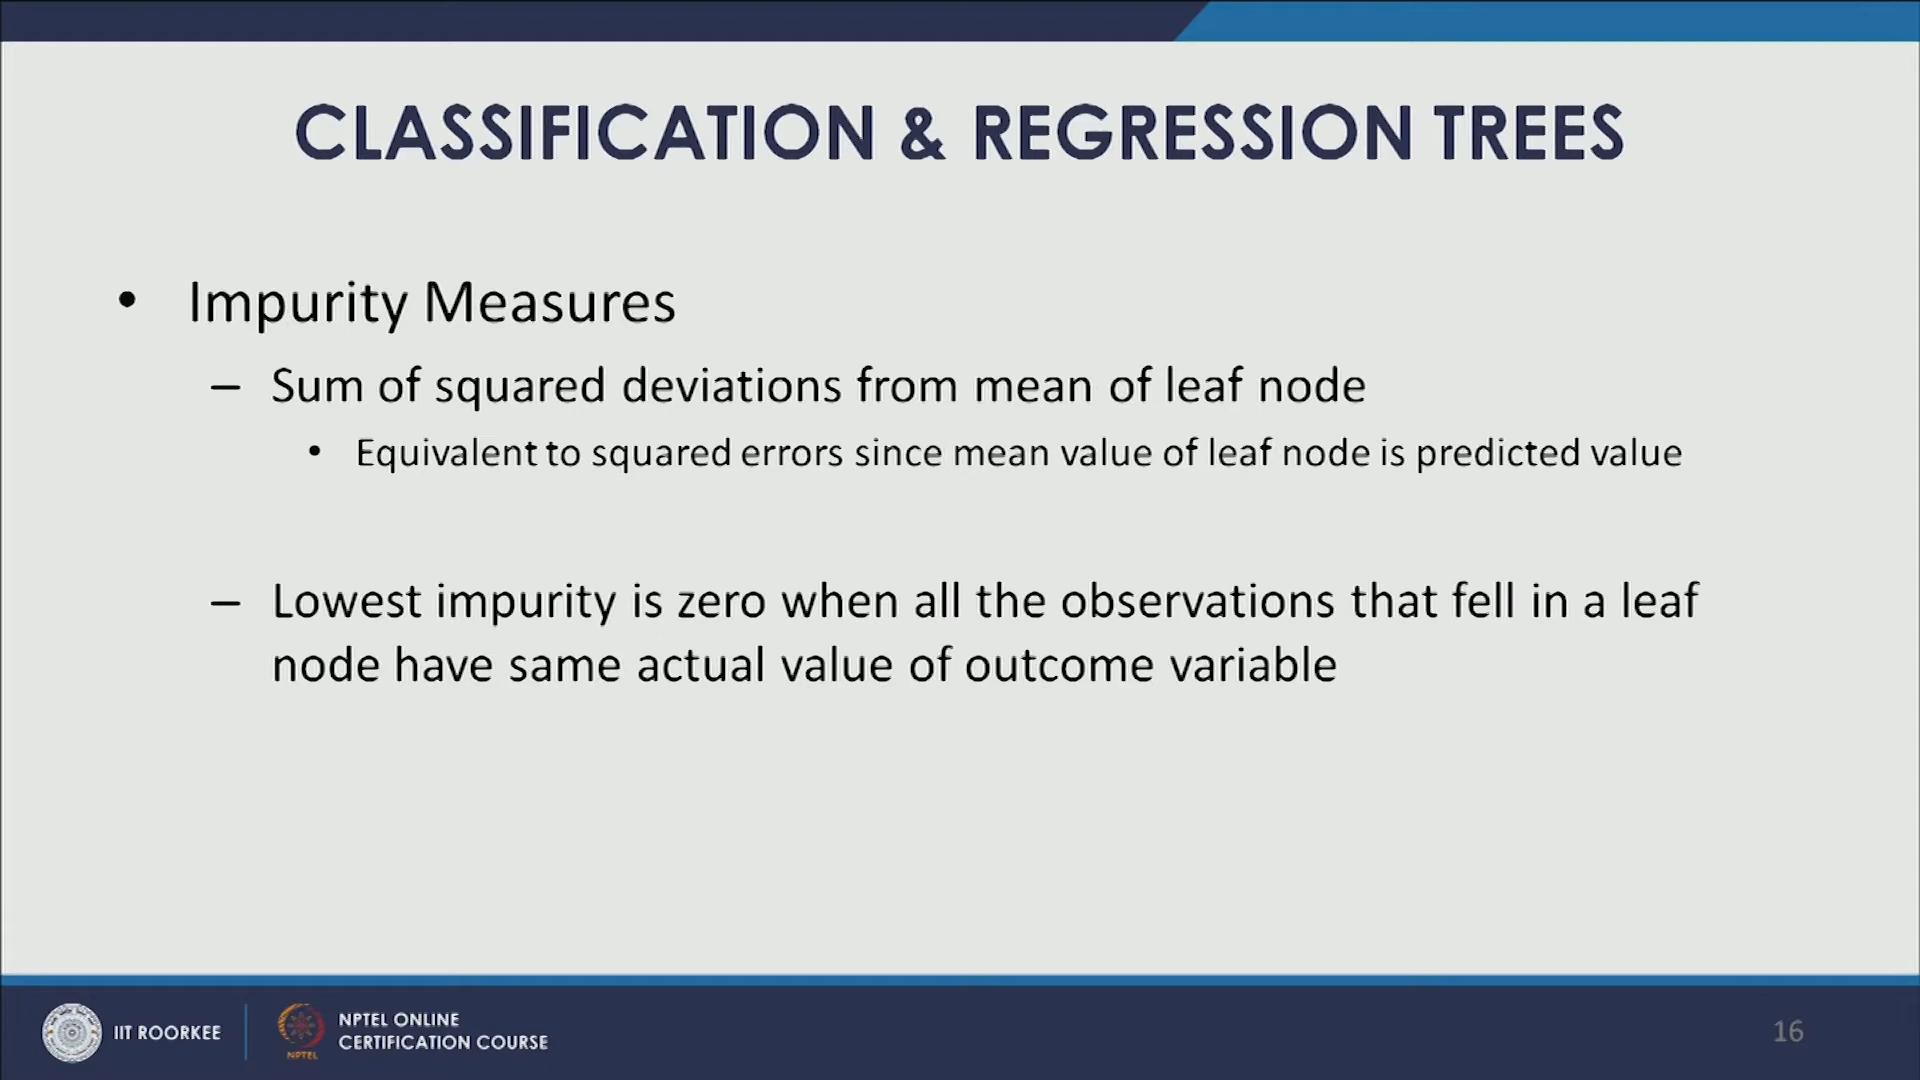 CLASSIFICATION & REGRESSION TREES
• Impurity Measures
– Sum of squared deviations from mean of leaf node
• Equivalent to squared errors since mean value of leaf node is predicted value
– Lowest impurity is zero when all the observations that fell in a leaf
node have same actual value of outcome variable
IIT ROORKEE
NPTEL
NPTEL ONLINE
CERTIFICATION COURSE
16